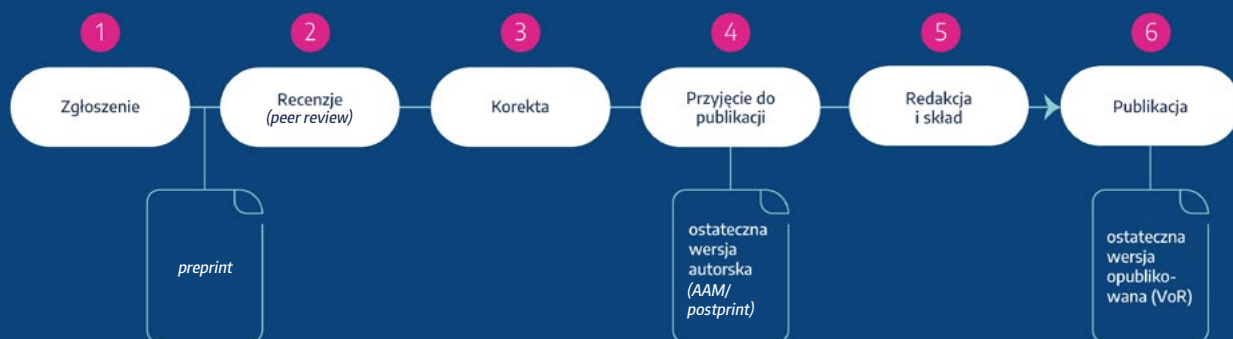 1
2
3
4
5
6
Zgłoszenie
Recenzje
(peer review)
Korekta
Przyjęcie do
publikacji
Redakcja
i skład
Publikacja
preprint
ostateczna
wersja
autorska
(AAM/
postprint)
ostateczna
wersja
opubliko-
wana (VoR)